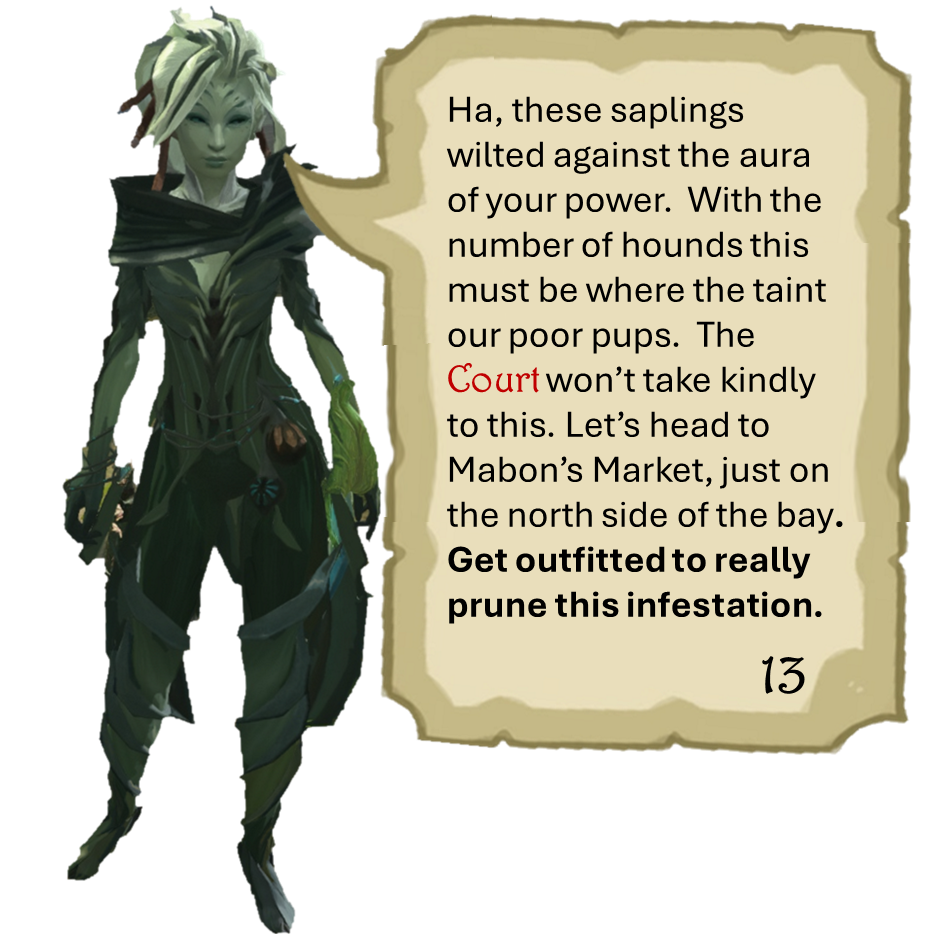 Ha, these saplings
wilted against the aura
of your power.  With the
number of hounds this
must be where the taint
our poor pups.  The
Court won’t take kindly
to this. Let’s head to
Mabon’s Market, just on
the north side of the bay.
Get outfitted to really
prune this infestation.
13